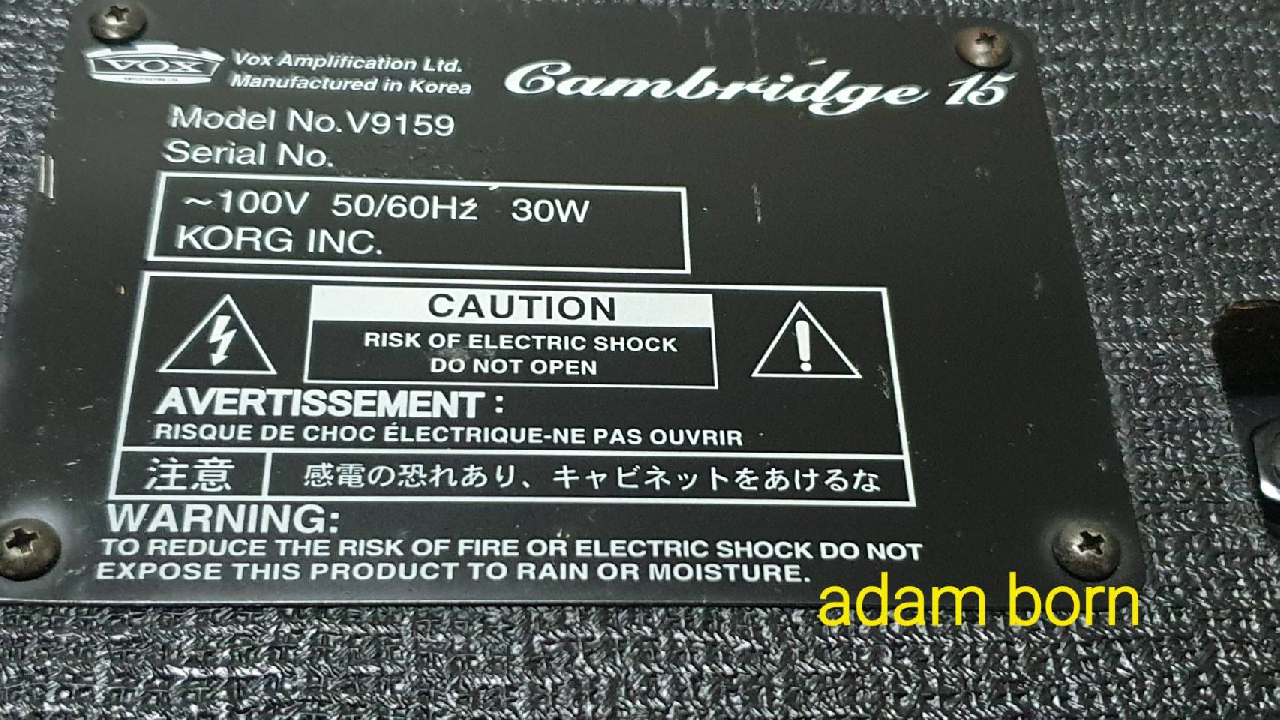 VOX
Vox Amplification Ltd.
Manufactured in Korea
Cambridge 15
Model No.V9159
Serial No.
~100V 50/60Hz 30W
KORG INC.
CAUTION
RISK OF ELECTRIC SHOCK
DO NOT OPEN
AVERTISSEMENT :
RISQUE DE CHOC ÉLECTRIQUE-NE PAS OUVRIR
注意 感電の恐れあり、キャビネットをあけるな
WARNING:
TO REDUCE THE RISK OF FIRE OR ELECTRIC SHOCK DO NOT
EXPOSE THIS PRODUCT TO RAIN OR MOISTURE.
adam born